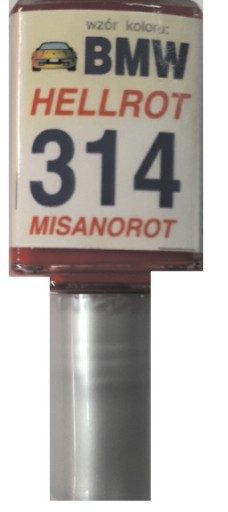 wzór koloru:
BMW
HELLROT
314
MISANOROT